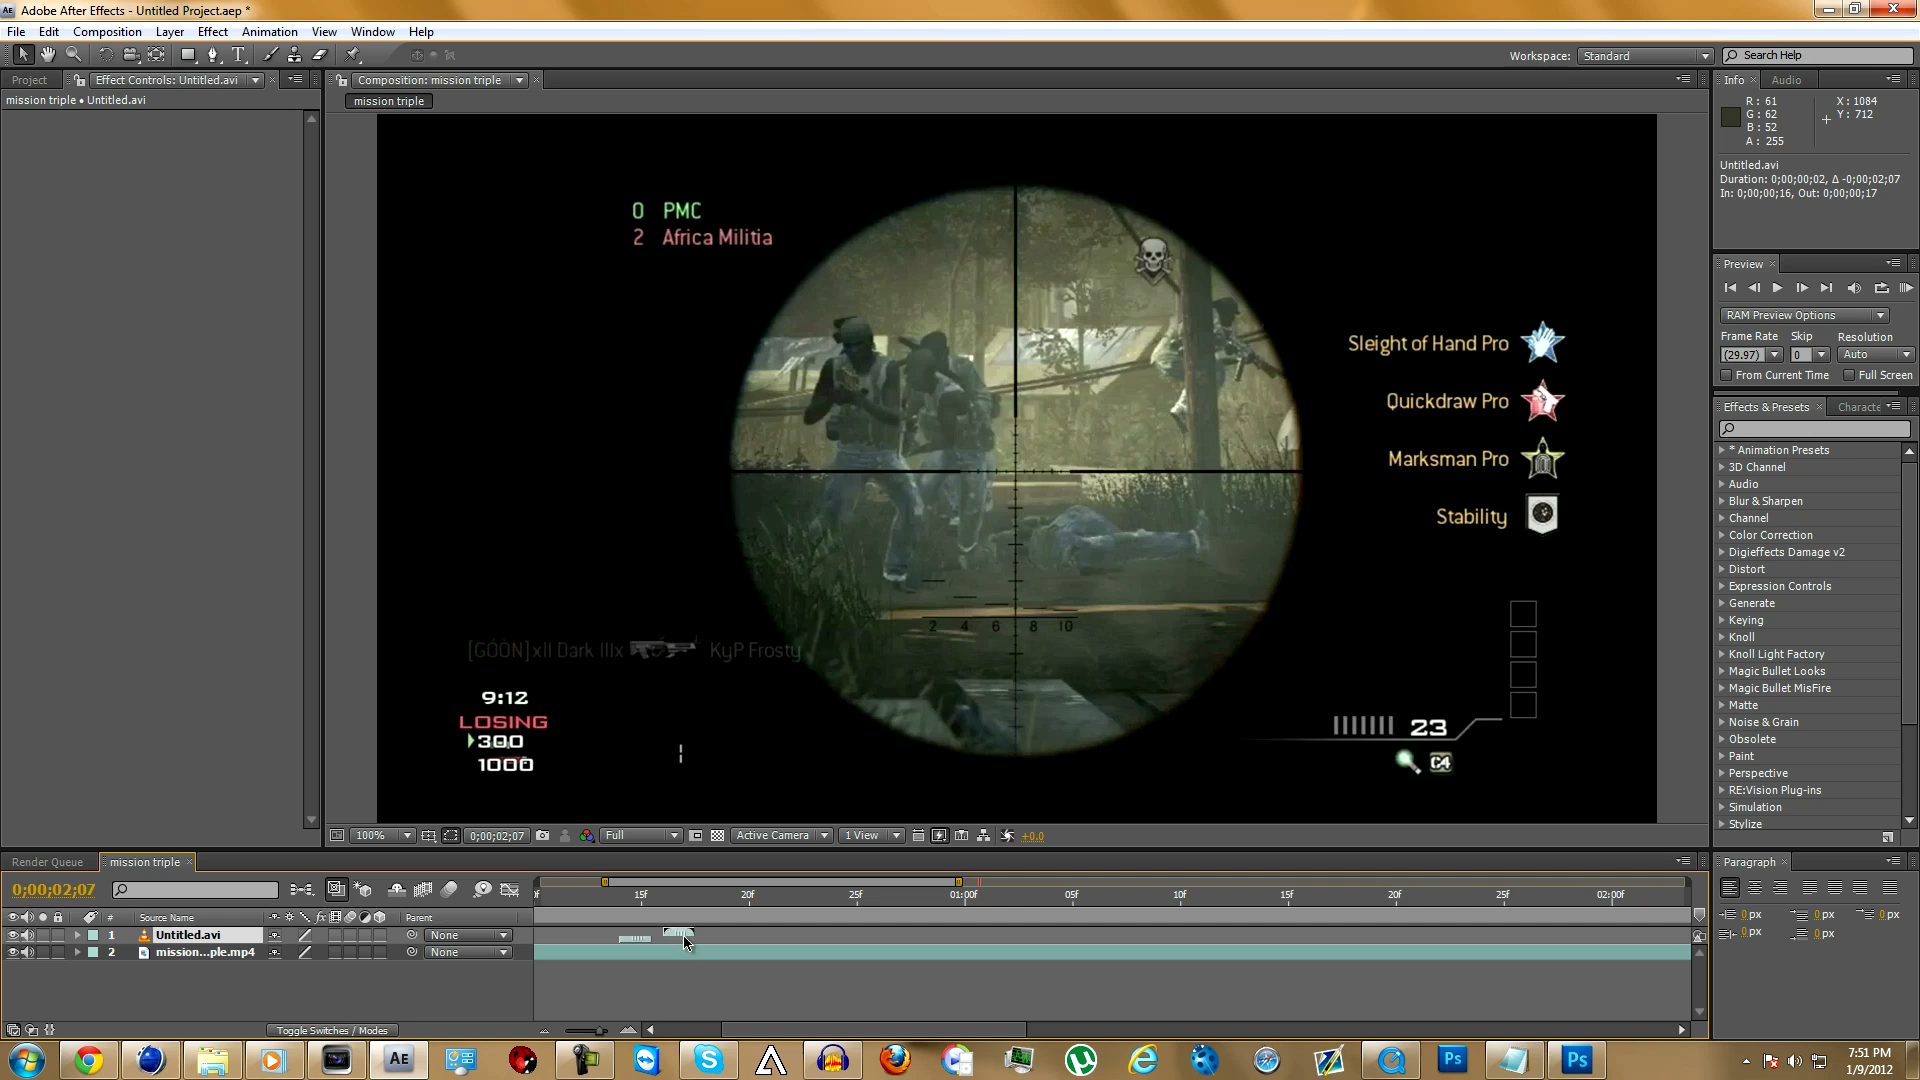 Adobe After Effects - Untitled Project.aep *
File Edit Composition Layer Effect Animation View Window Help
Workspace: Standard Search Help
Project Effect Controls: Untitled.avi
mission triple • Untitled.avi
Composition: mission triple
mission triple
0 PMC
2 Africa Militia
Sleight of Hand Pro
Quickdraw Pro
Marksman Pro
Stability
2 4 6 8 10
[GOON]xII Dark IIIx KyP Frosty
9:12
LOSING
300
1000
23
C4
100% 0;00;02;07 Full Active Camera 1 View +0.0
Info Audio
R: 61 X: 1084
G: 62 Y: 712
B: 52
A: 255
Untitled.avi
Duration: 0;00;00;02, Δ -0;00;02;07
In: 0;00;00;16, Out: 0;00;00;17
Preview
RAM Preview Options
Frame Rate Skip Resolution
(29.97) 0 Auto
From Current Time Full Screen
Effects & Presets Characte
* Animation Presets
3D Channel
Audio
Blur & Sharpen
Channel
Color Correction
Digieffects Damage v2
Distort
Expression Controls
Generate
Keying
Knoll
Knoll Light Factory
Magic Bullet Looks
Magic Bullet MisFire
Matte
Noise & Grain
Obsolete
Paint
Perspective
RE:Vision Plug-ins
Simulation
Stylize
Paragraph
0 px 0 px 0 px
0 px 0 px
Render Queue mission triple
0;00;02;07
15f 20f 25f 01:00f 05f 10f 15f 20f 25f 02:00f
# Source Name Parent
1 Untitled.avi None
2 mission...ple.mp4 None
Toggle Switches / Modes
7:51 PM
1/9/2012